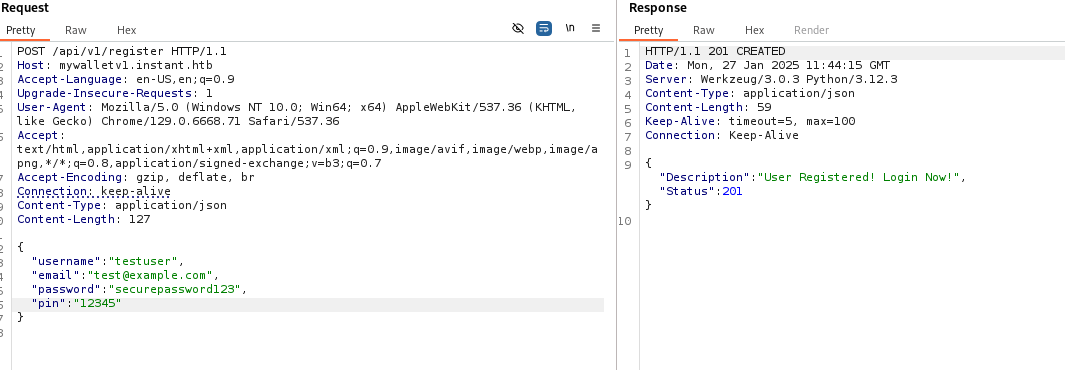 Request
Pretty Raw Hex
\n
POST /api/v1/register HTTP/1.1
Host: mywalletv1.instant.htb
Accept-Language: en-US,en;q=0.9
Upgrade-Insecure-Requests: 1
User-Agent: Mozilla/5.0 (Windows NT 10.0; Win64; x64) AppleWebKit/537.36 (KHTML,
like Gecko) Chrome/129.0.6668.71 Safari/537.36
Accept:
text/html,application/xhtml+xml,application/xml;q=0.9,image/avif,image/webp,image/a
png,*/*;q=0.8,application/signed-exchange;v=b3;q=0.7
Accept-Encoding: gzip, deflate, br
Connection: keep-alive
Content-Type: application/json
Content-Length: 127
{
"username":"testuser",
"email":"test@example.com",
"password":"securepassword123",
"pin":"12345"
}
Response
Pretty Raw Hex Render
1 HTTP/1.1 201 CREATED
2 Date: Mon, 27 Jan 2025 11:44:15 GMT
3 Server: Werkzeug/3.0.3 Python/3.12.3
4 Content-Type: application/json
5 Content-Length: 59
6 Keep-Alive: timeout=5, max=100
7 Connection: Keep-Alive
8
9 {
"Description":"User Registered! Login Now!",
"Status":201
}
10